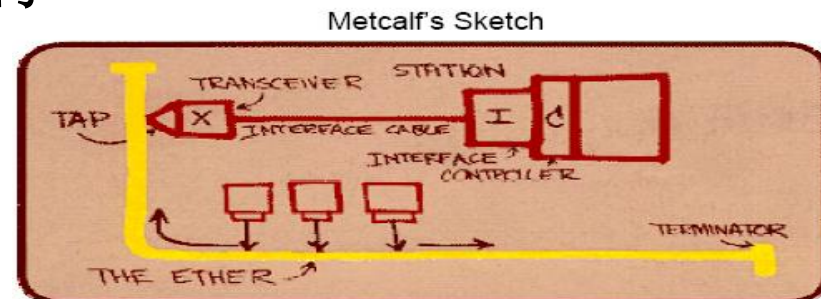 Metcalf's Sketch
TRANSCEIVER
STATION
TAP
X
I
C
INTERFACE CABLE
INTERFACE
CONTROLLER
TERMINATOR
THE ETHER